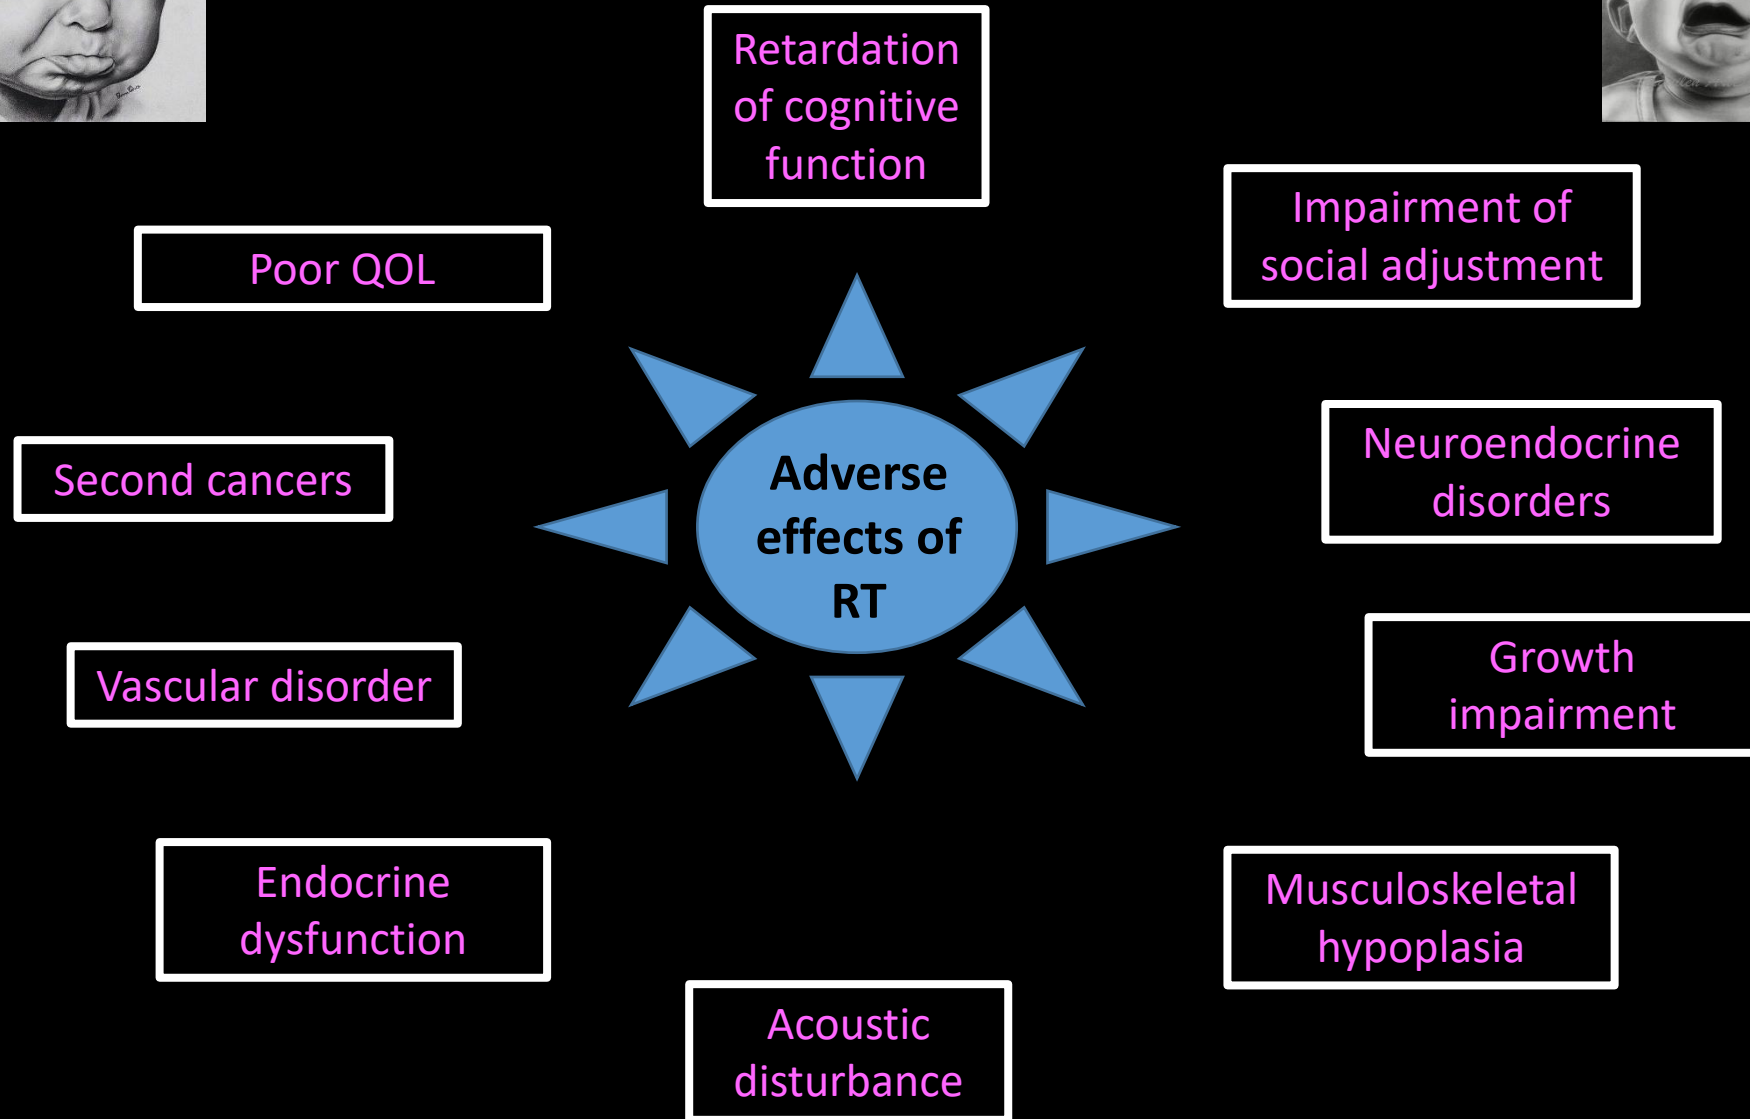 Retardation
of cognitive
function
Impairment of
social adjustment
Poor QOL
Neuroendocrine
disorders
Second cancers
Adverse
effects of
RT
Growth
impairment
Vascular disorder
Endocrine
dysfunction
Musculoskeletal
hypoplasia
Acoustic
disturbance